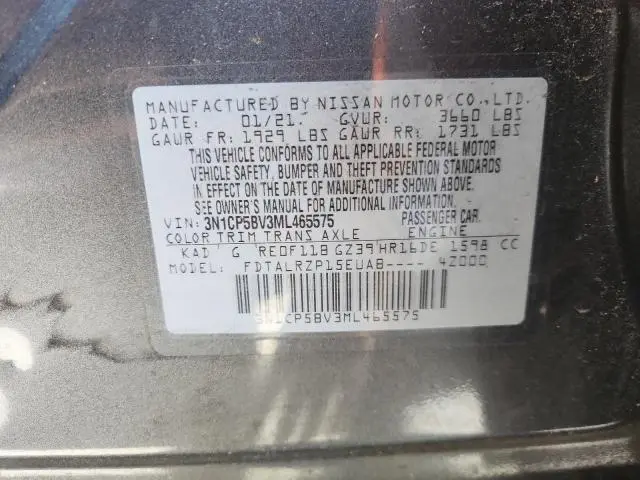 MANUFACTURED BY NISSAN MOTOR CO.,LTD.
DATE: 01/21. GVWR: 3660 LBS
GAWR FR: 1929 LBS GAWR RR: 1731 LBS
THIS VEHICLE CONFORMS TO ALL APPLICABLE FEDERAL MOTOR
VEHICLE SAFETY, BUMPER AND THEFT PREVENTION STANDARDS
IN EFFECT ON THE DATE OF MANUFACTURE SHOWN ABOVE.
SEE OWNER'S MANUAL FOR ADDITIONAL INFORMATION.
VIN: 3N1CP5BV3ML465575 PASSENGER CAR.
COLOR TRIM TRANS AXLE ENGINE
KAD G RE0F11B GZ39 HR16DE 1598 CC
MODEL: FDTALRZP15EUAB---- 4Z000
3N1CP5BV3ML465575